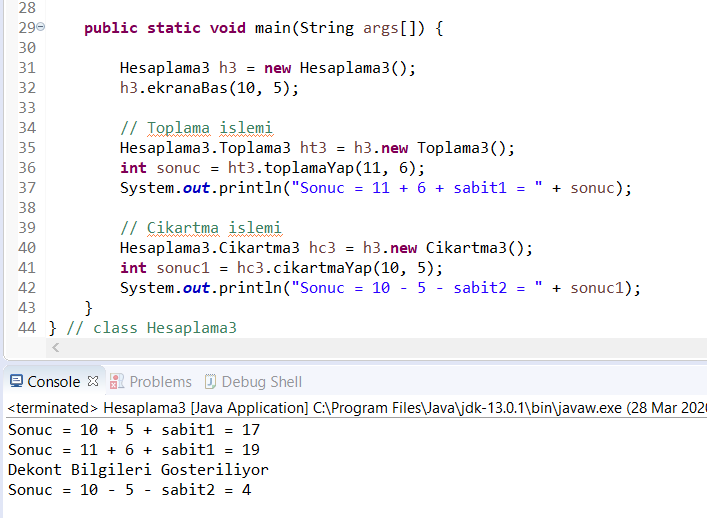 28
29 public static void main(String args[]) {
30
31 Hesaplama3 h3 = new Hesaplama3();
32 h3.ekranaBas(10, 5);
33
34 // Toplama islemi
35 Hesaplama3.Toplama3 ht3 = h3.new Toplama3();
36 int sonuc = ht3.toplamaYap(11, 6);
37 System.out.println("Sonuc = 11 + 6 + sabit1 = " + sonuc);
38
39 // Cikartma islemi
40 Hesaplama3.Cikartma3 hc3 = h3.new Cikartma3();
41 int sonuc1 = hc3.cikartmaYap(10, 5);
42 System.out.println("Sonuc = 10 - 5 - sabit2 = " + sonuc1);
43 }
44 } // class Hesaplama3
Console Problems Debug Shell
<terminated> Hesaplama3 [Java Application] C:\Program Files\Java\jdk-13.0.1\bin\javaw.exe (28 Mar 2020
Sonuc = 10 + 5 + sabit1 = 17
Sonuc = 11 + 6 + sabit1 = 19
Dekont Bilgileri Gosteriliyor
Sonuc = 10 - 5 - sabit2 = 4